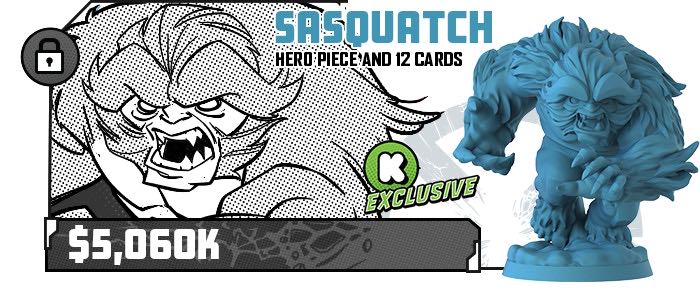 SASQUATCH
HERO PIECE AND 12 CARDS
K
EXCLUSIVE
$5,060K